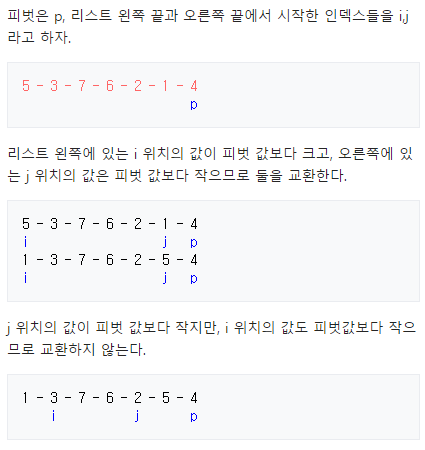 피벗은 p, 리스트 왼쪽 끝과 오른쪽 끝에서 시작한 인덱스들을 i,j
라고 하자.
5 - 3 - 7 - 6 - 2 - 1 - 4
p
리스트 왼쪽에 있는 i 위치의 값이 피벗 값보다 크고, 오른쪽에 있
는 j 위치의 값은 피벗 값보다 작으므로 둘을 교환한다.
5 - 3 - 7 - 6 - 2 - 1 - 4
i j p
1 - 3 - 7 - 6 - 2 - 5 - 4
i j p
j 위치의 값이 피벗 값보다 작지만, i 위치의 값도 피벗값보다 작으
므로 교환하지 않는다.
1 - 3 - 7 - 6 - 2 - 5 - 4
i j p